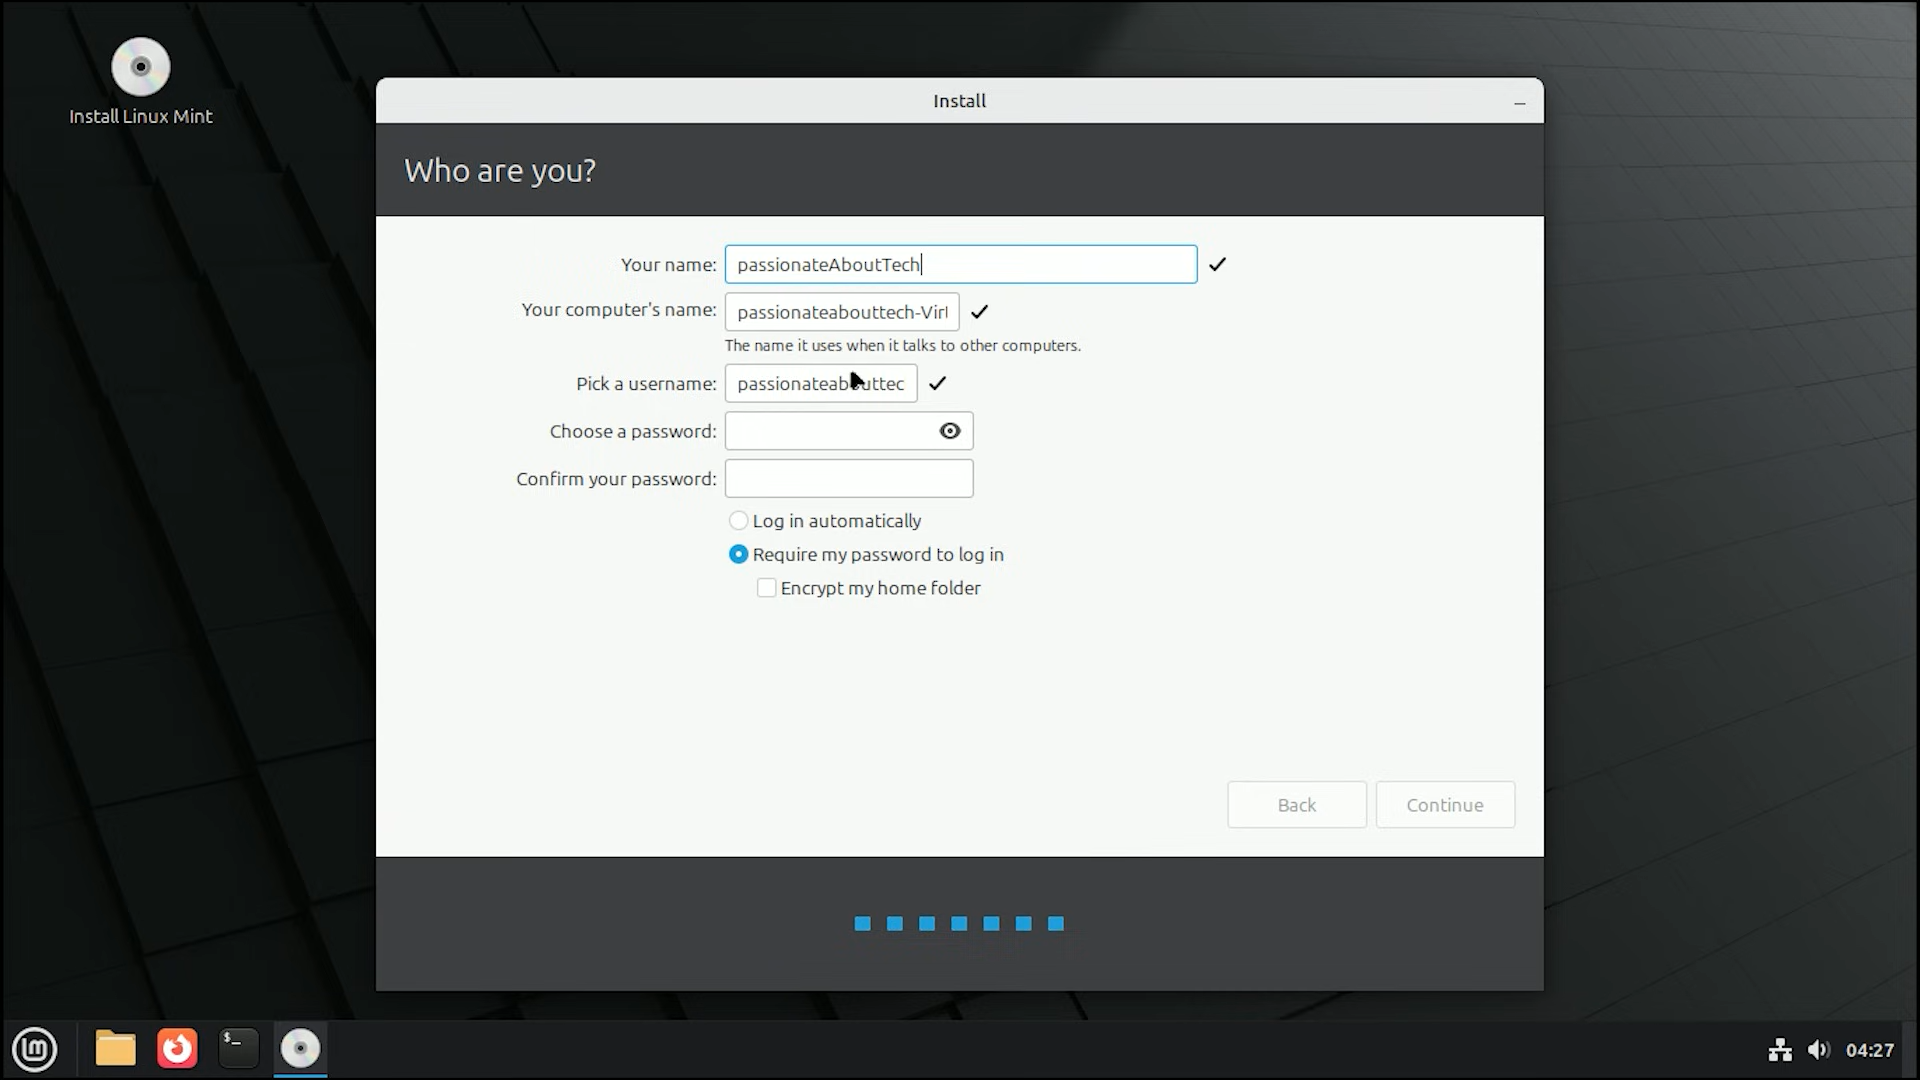 Install Linux Mint
Install
Who are you?
Your name: passionateAboutTech
Your computer's name: passionateabouttech-Virt
The name it uses when it talks to other computers.
Pick a username: passionateabouttec
Choose a password:
Confirm your password:
Log in automatically
Require my password to log in
Encrypt my home folder
Back Continue
$_
04:27